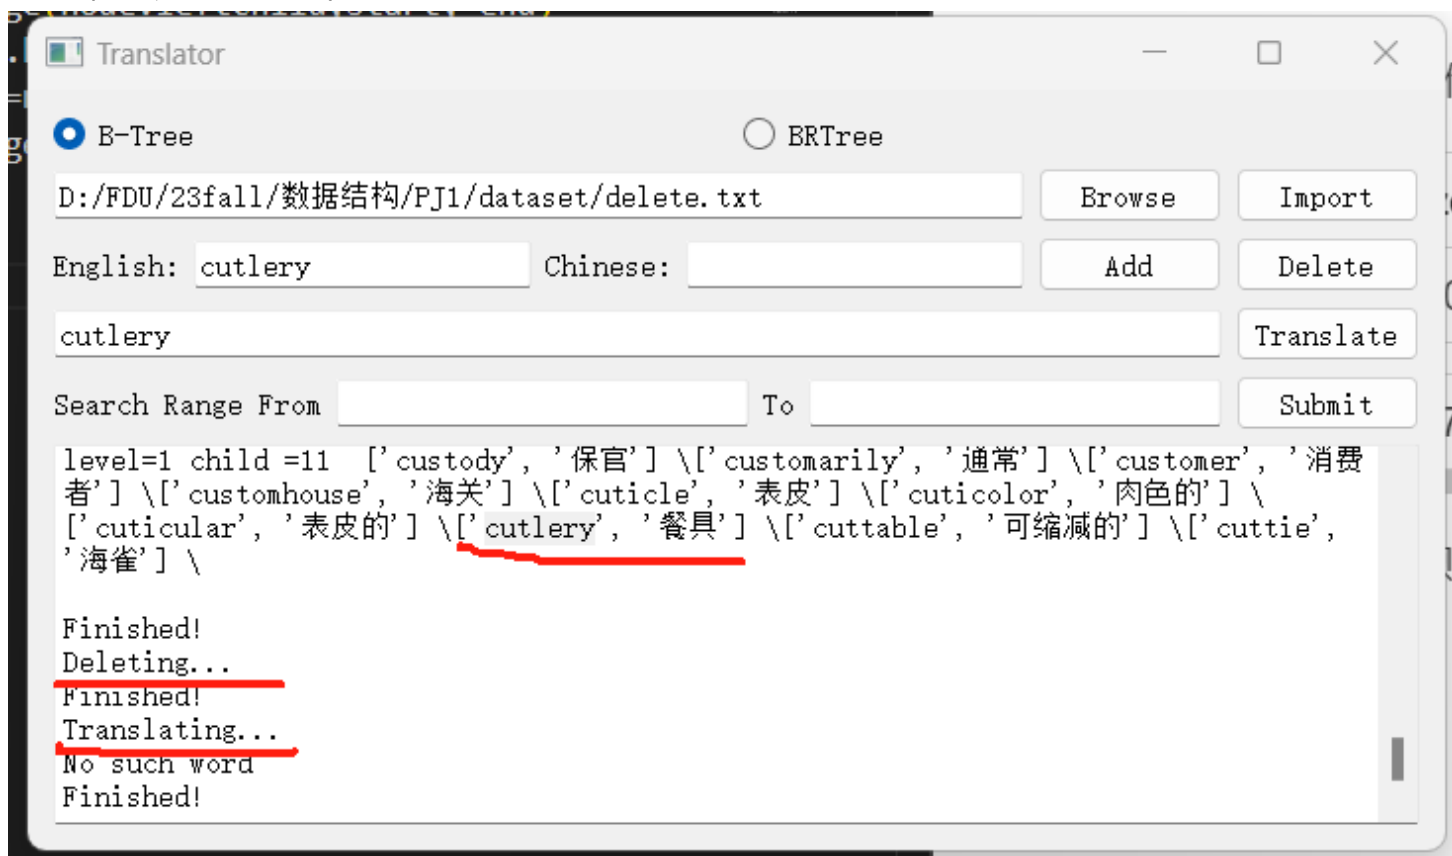 Translator
B-Tree BRTree
D:/FDU/23fall/数据结构/PJ1/dataset/delete.txt Browse Import
English: cutlery Chinese: Add Delete
cutlery Translate
Search Range From To Submit
level=1 child =11 ['custody', '保官'] \['customarily', '通常'] \['customer', '消费
者'] \['customhouse', '海关'] \['cuticle', '表皮'] \['cuticolor', '肉色的'] \
['cuticular', '表皮的'] \['cutlery', '餐具'] \['cuttable', '可缩减的'] \['cuttie',
'海雀'] \
Finished!
Deleting...
Finished!
Translating...
No such word
Finished!